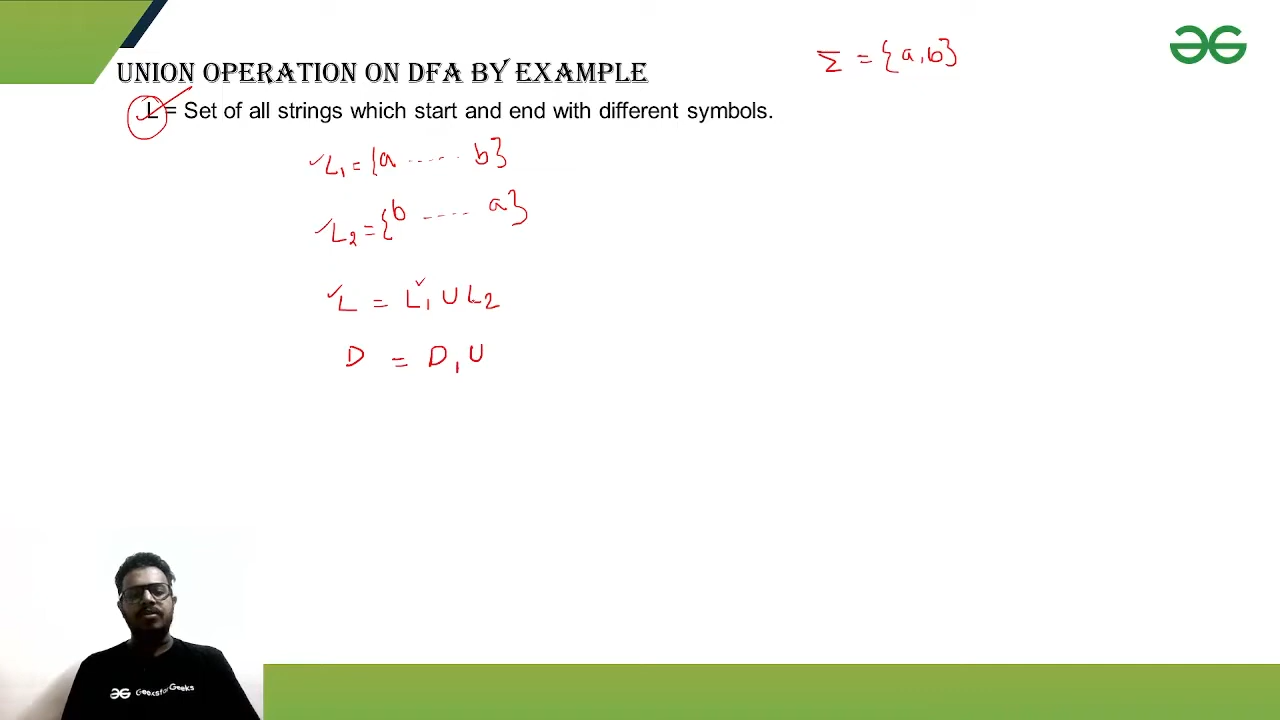 Σ = {a,b}
UNION OPERATION ON DFA BY EXAMPLE
L = Set of all strings which start and end with different symbols.
L₁ = {a ..... b}
L₂ = {b ..... a}
L = L₁ U L₂
D = D₁ U
GeeksforGeeks